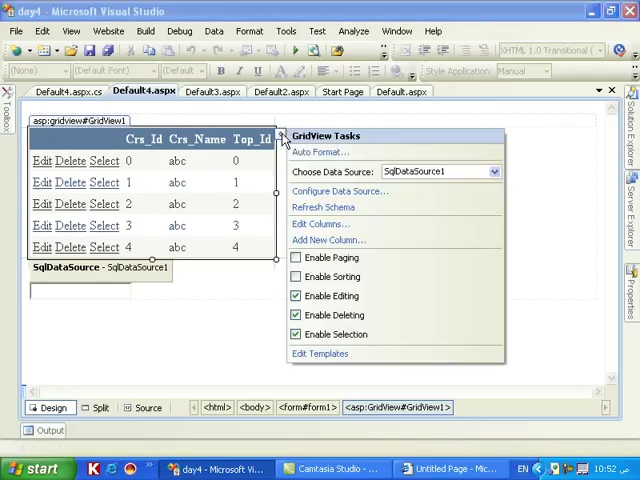 day4 - Microsoft Visual Studio
File Edit View Website Build Debug Data Format Tools Test Analyze Window Help
XHTML 1.0 Transitional (
(None) (Default Font) (Default B I U A Style Application: Manual
Default4.aspx.cs Default4.aspx Default3.aspx Default2.aspx Start Page Default.aspx
Toolbox
Solution Explorer
Server Explorer
Properties
asp:gridview#GridView1
Crs_Id Crs_Name Top_Id
Edit Delete Select 0 abc 0
Edit Delete Select 1 abc 1
Edit Delete Select 2 abc 2
Edit Delete Select 3 abc 3
Edit Delete Select 4 abc 4
SqlDataSource - SqlDataSource1
GridView Tasks
Auto Format...
Choose Data Source: SqlDataSource1
Configure Data Source...
Refresh Schema
Edit Columns...
Add New Column...
Enable Paging
Enable Sorting
Enable Editing
Enable Deleting
Enable Selection
Edit Templates
Design Split Source <html> <body> <form#form1> <asp:GridView#GridView1>
Output
start K day4 - Microsoft Vis... Camtasia Studio - ... Untitled Page - Mic... EN 10:52 ص